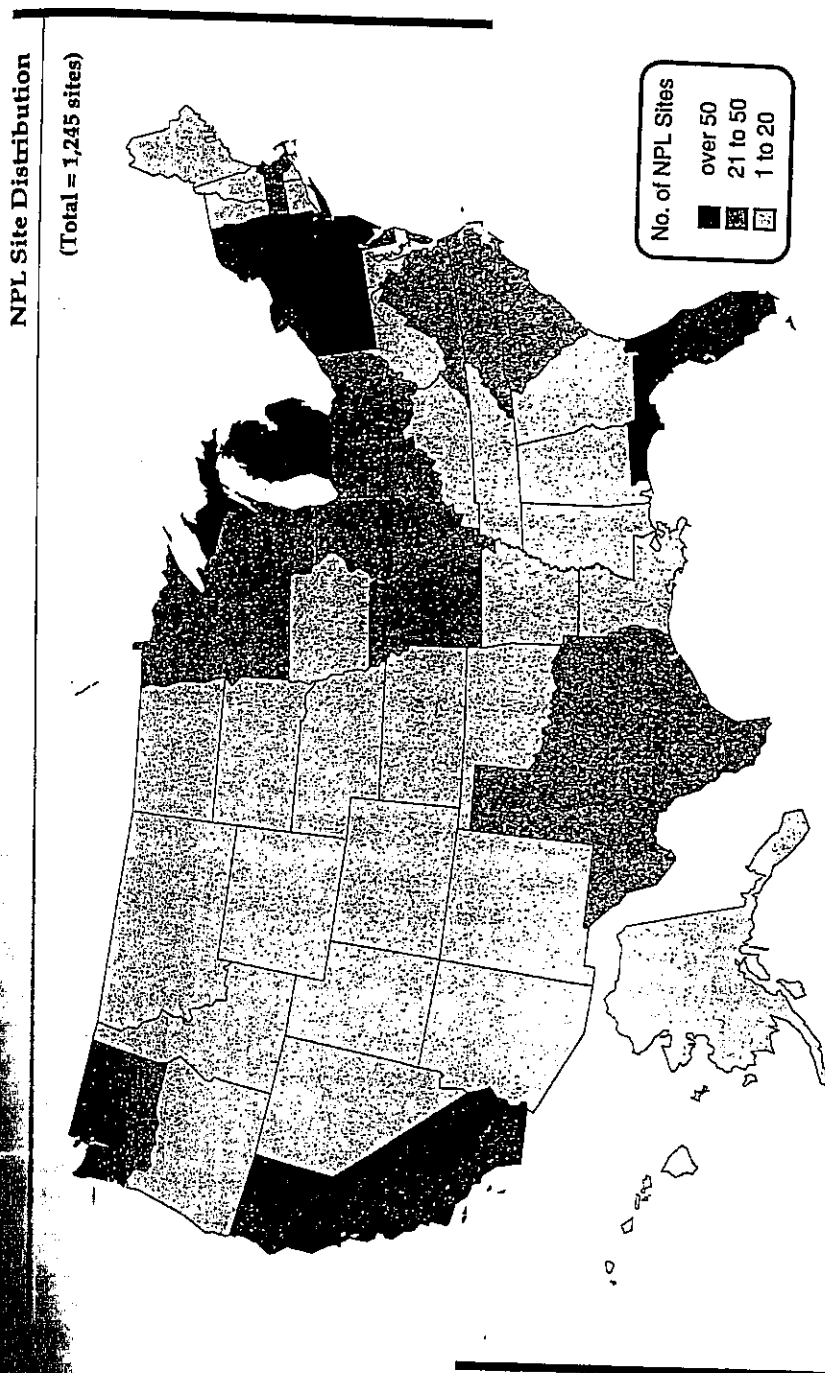 NPL Site Distribution
(Total = 1,245 sites)
No. of NPL Sites
over 50
21 to 50
1 to 20